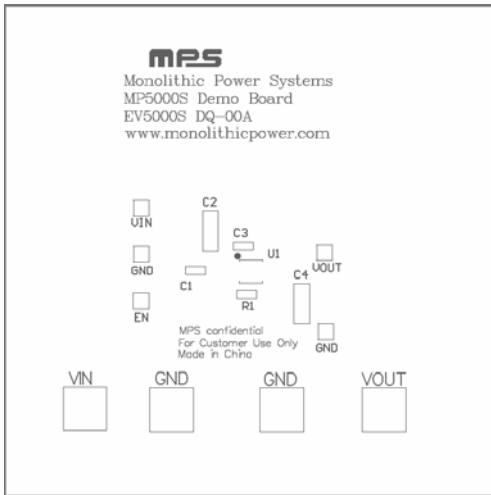 MPS
Monolithic Power Systems
MP5000S Demo Board
EV5000S DQ-00A
www.monolithicpower.com
C2
VIN
C3
U1
GND
VOUT
C1
C4
EN
R1
MPS confidential
For Customer Use Only
Made in China
GND
VIN
GND
GND
VOUT